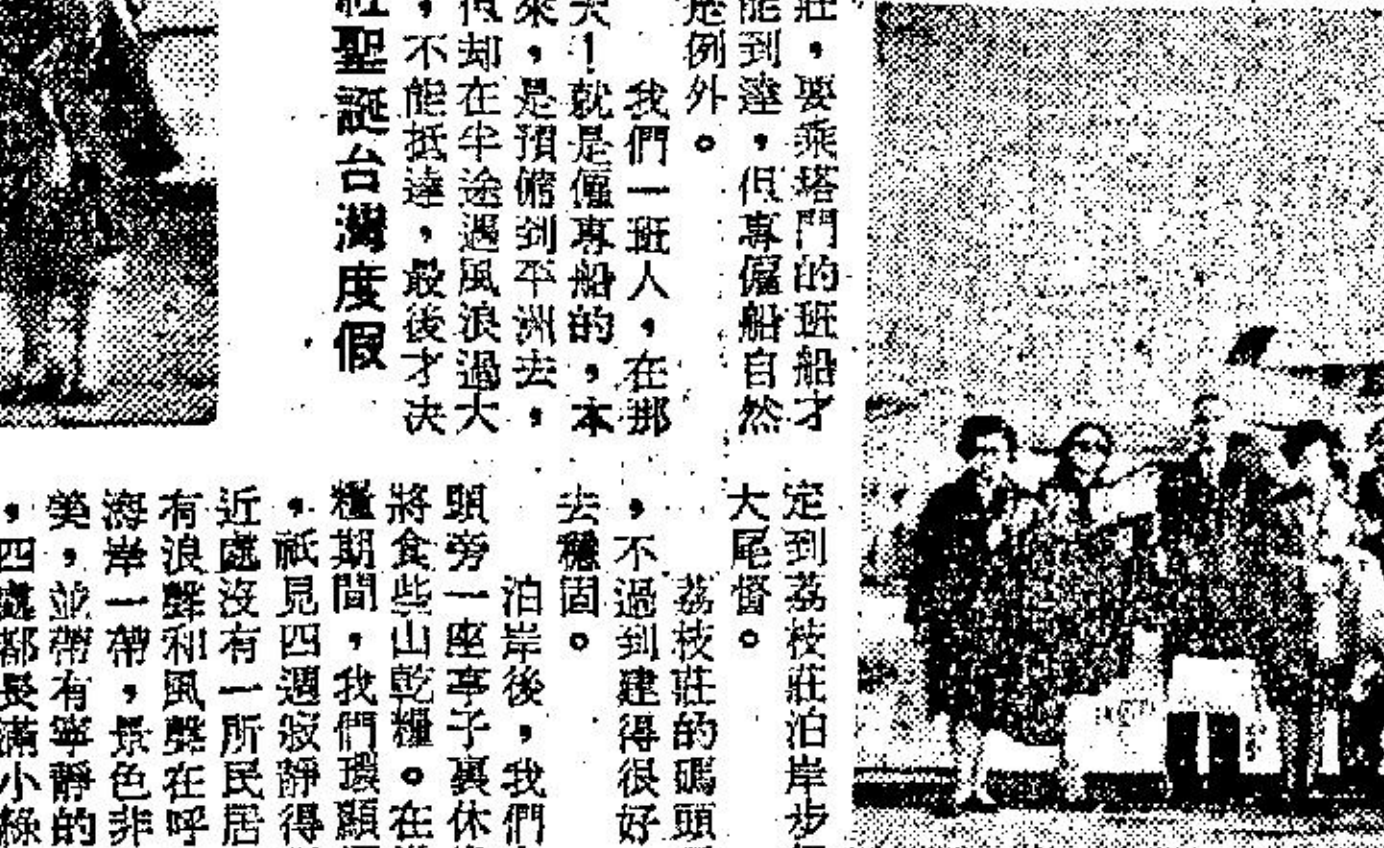 莊，要乘塔門的班船才
能到達，但專僱船自然
是例外。
我們一班人，在那
天！就是僱專船的，本
來，是預備到平洲去，
但却在半途遇風浪過大
，不能抵達，最後才决
聖誕台灣度假
定到荔枝莊泊岸步
大尾督。
荔枝莊的碼頭
，不過到建得很好
去穩固。
泊岸後，我們
頭旁一座亭子裏休
將食些山乾糧。在
糧期間，我們環顧
，祇見四週寂靜得
近處沒有一所民居
有浪聲和風聲在呼
海岸一帶，景色非
美，並帶有寧靜的
，四處都長滿小綠